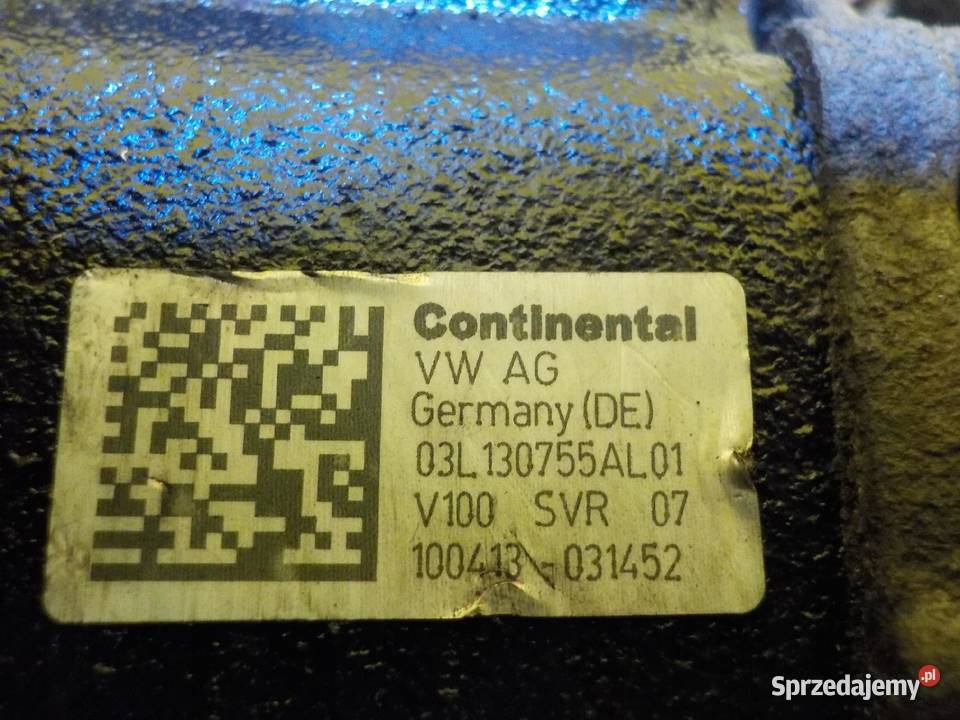 Continental
VW AG
Germany (DE)
03L130755AL01
V100 SVR 07
100413-031452
Sprzedajemy.pl